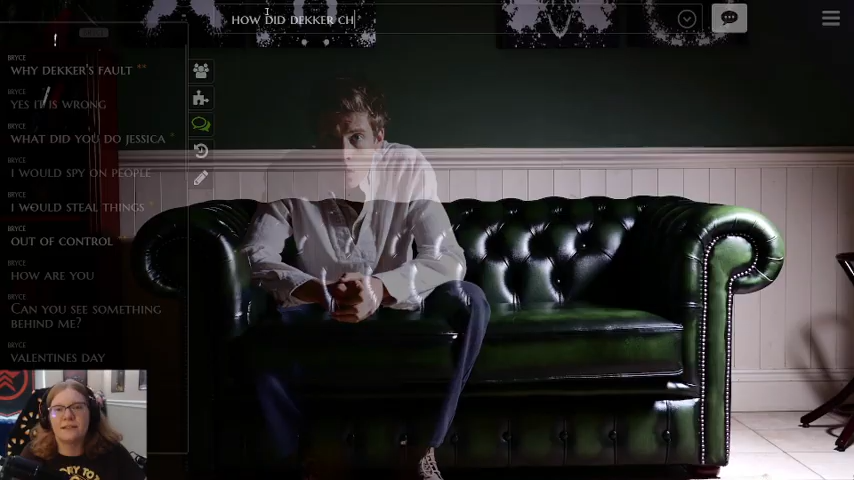 HOW DID DEKKER CH
BRYCE
WHY DEKKER'S FAULT **
BRYCE
YES IT IS WRONG
BRYCE
WHAT DID YOU DO JESSICA *
BRYCE
I WOULD SPY ON PEOPLE
BRYCE
I WOULD STEAL THINGS *
BRYCE
OUT OF CONTROL
BRYCE
HOW ARE YOU
BRYCE
CAN YOU SEE SOMETHING
BEHIND ME?
BRYCE
VALENTINES DAY